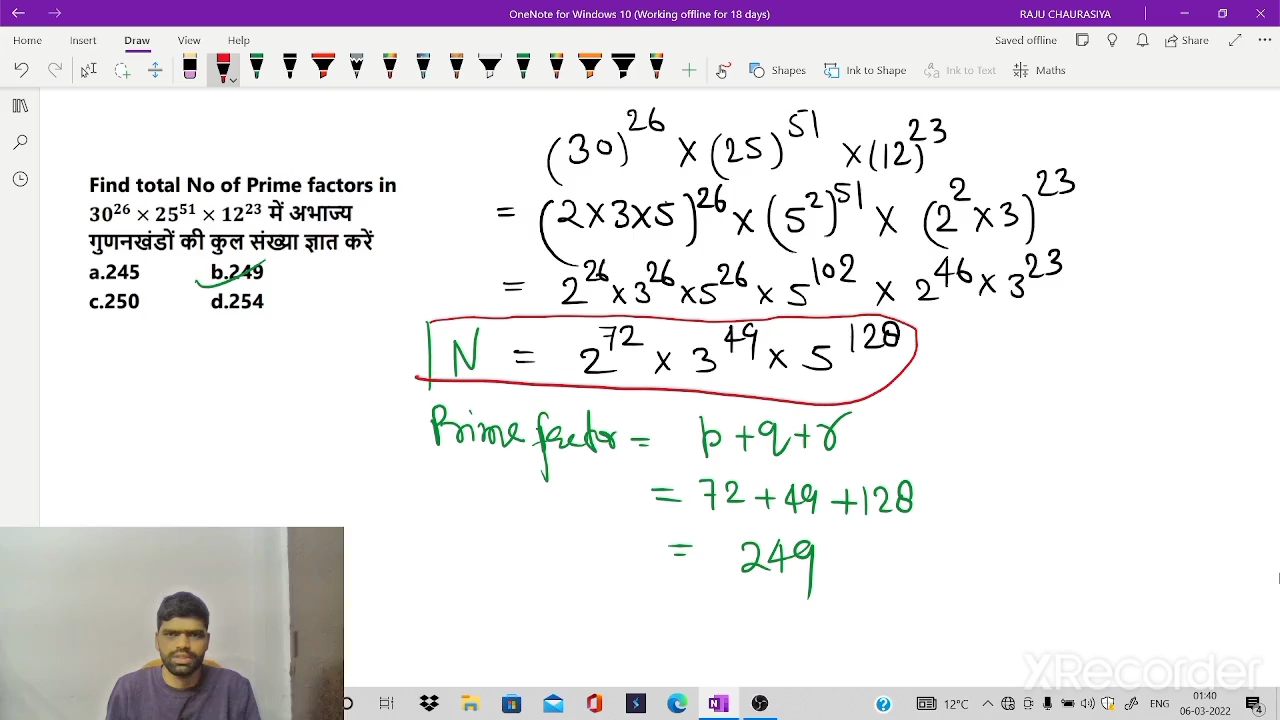 OneNote for Windows 10 (Working offline for 18 days)
RAJU CHAURASIYA
Home Insert Draw View Help
Saved offline
Share
Shapes
Ink to Shape
Ink to Text
Maths
Find total No of Prime factors in
30²⁶ × 25⁵¹ × 12²³ में अभाज्य
गुणनखंडों की कुल संख्या ज्ञात करें
a.245 b.249
c.250 d.254
(30)²⁶ × (25)⁵¹ × (12)²³
= (2×3×5)²⁶ × (5²)⁵¹ × (2² × 3)²³
= 2²⁶ × 3²⁶ × 5²⁶ × 5¹⁰² × 2⁴⁶ × 3²³
N = 2⁷² × 3⁴⁹ × 5¹²⁸
Prime factor = p + q + r
= 72 + 49 + 128
= 249
XRecorder
12°C
ENG
01:40
06-03-2022
4